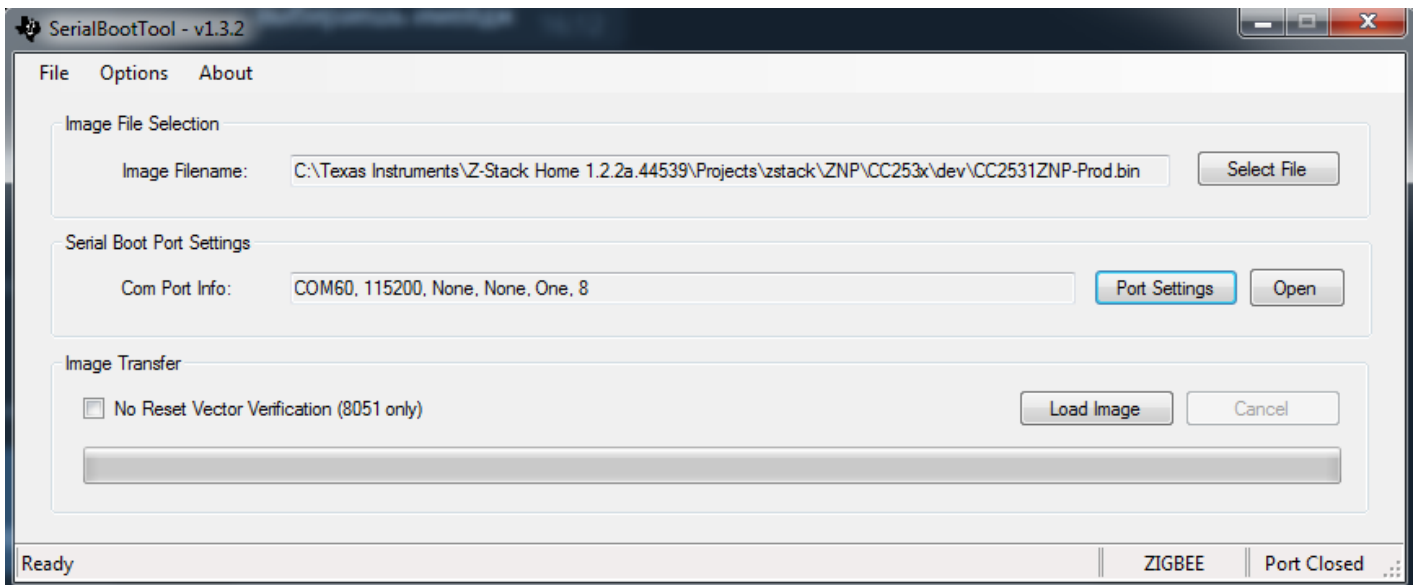 SerialBootTool - v1.3.2
File Options About
Image File Selection
Image Filename: C:\Texas Instruments\Z-Stack Home 1.2.2a.44539\Projects\zstack\ZNP\CC253x\dev\CC2531ZNP-Prod.bin Select File
Serial Boot Port Settings
Com Port Info: COM60, 115200, None, None, One, 8 Port Settings Open
Image Transfer
No Reset Vector Verification (8051 only) Load Image Cancel
Ready ZIGBEE Port Closed